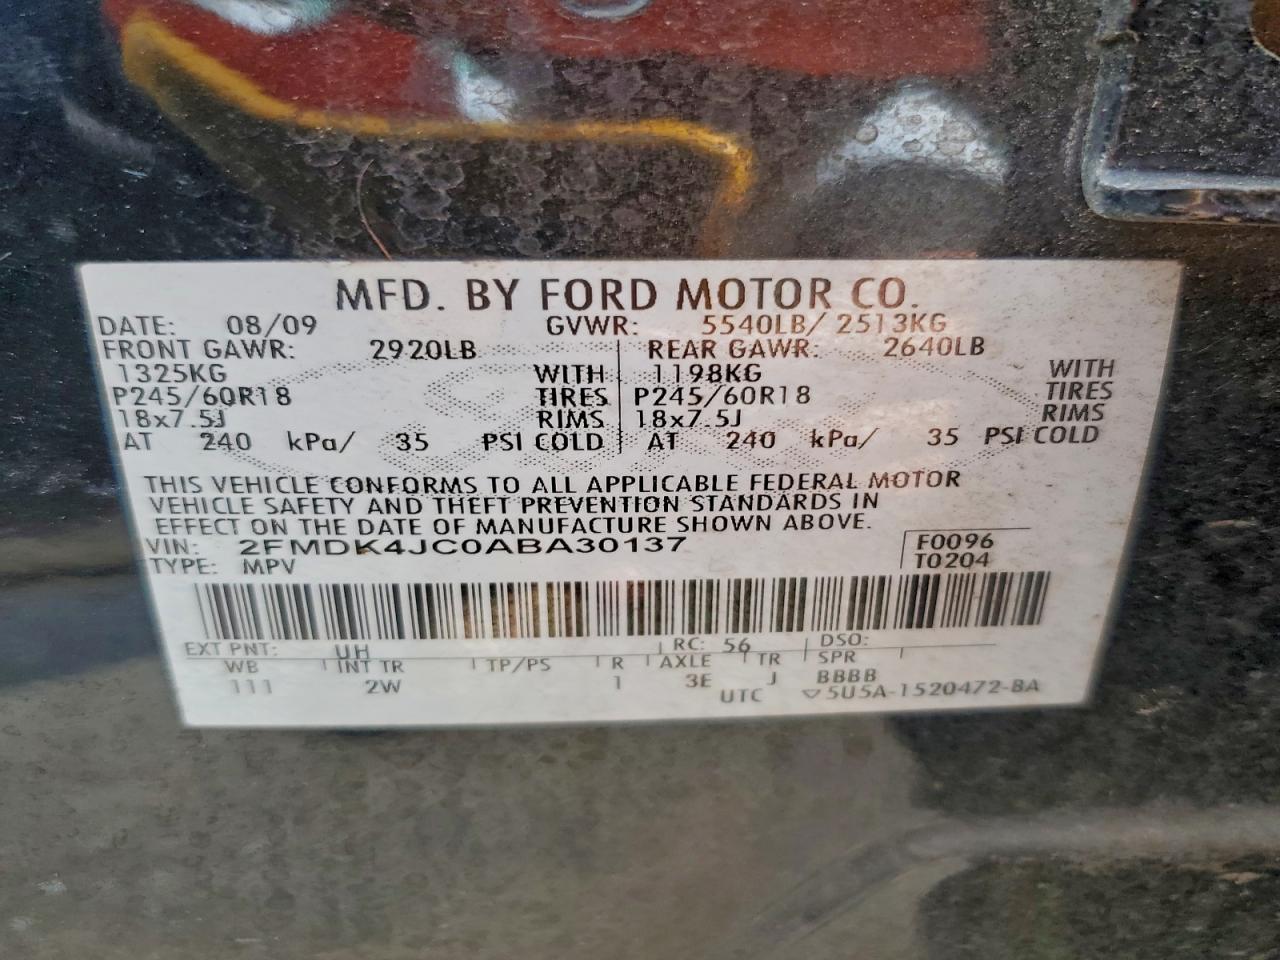 MFD. BY FORD MOTOR CO.
DATE: 08/09 GVWR: 5540LB/ 2513KG
FRONT GAWR: 2920LB REAR GAWR: 2640LB
1325KG WITH 1198KG WITH
P245/60R18 TIRES P245/60R18 TIRES
18x7.5J RIMS 18x7.5J RIMS
AT 240 kPa/ 35 PSI COLD AT 240 kPa/ 35 PSI COLD
THIS VEHICLE CONFORMS TO ALL APPLICABLE FEDERAL MOTOR
VEHICLE SAFETY AND THEFT PREVENTION STANDARDS IN
EFFECT ON THE DATE OF MANUFACTURE SHOWN ABOVE.
VIN: 2FMDK4JC0ABA30137 F0096
TYPE: MPV T0204
EXT PNT: UH RC: 56 DSO:
WB INT TR TP/PS R AXLE TR SPR
111 2W 1 3E J BBBB
UTC ▽5U5A-1520472-BA